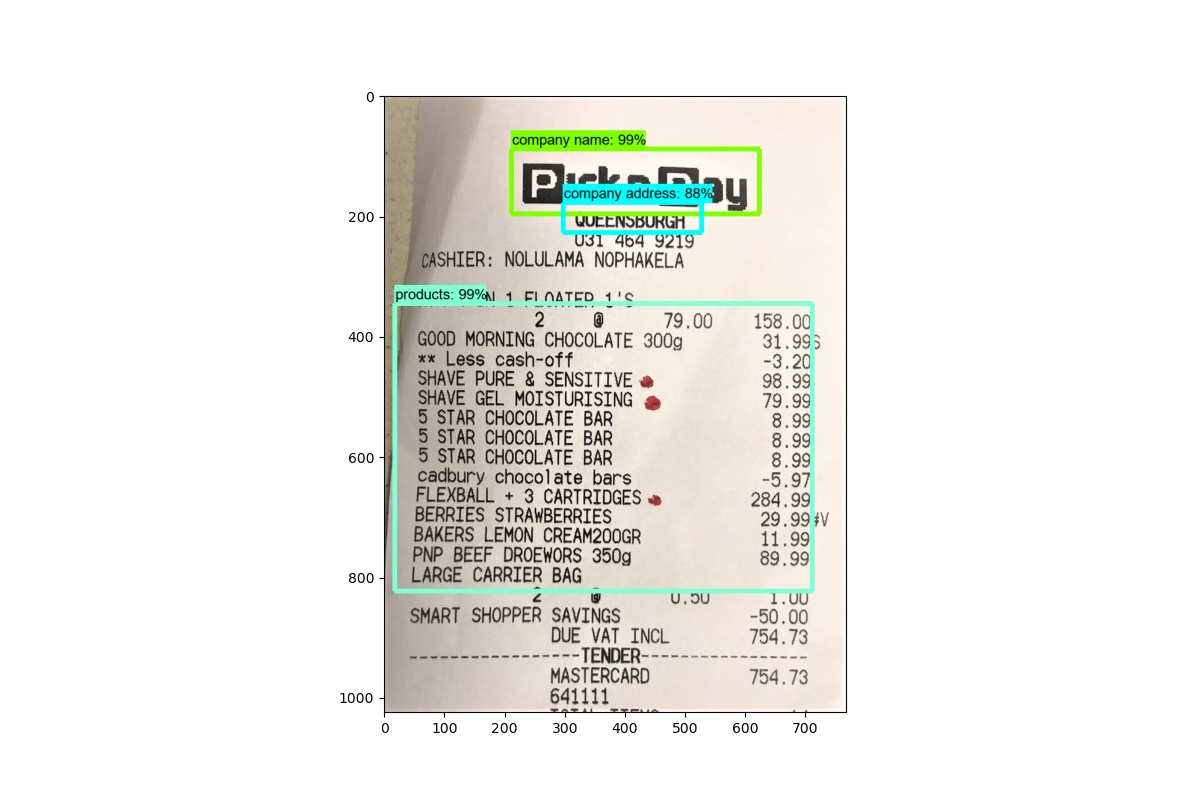 company name: 99%
Pick n Pay
company address: 88%
QUEENSBURGH
031 464 9219
CASHIER: NOLULAMA NOPHAKELA
products: 99%
1 FLOATER 1'S
2 @ 79.00 158.00
GOOD MORNING CHOCOLATE 300g 31.99S
** Less cash-off -3.20
SHAVE PURE & SENSITIVE 98.99
SHAVE GEL MOISTURISING 79.99
5 STAR CHOCOLATE BAR 8.99
5 STAR CHOCOLATE BAR 8.99
5 STAR CHOCOLATE BAR 8.99
cadbury chocolate bars -5.97
FLEXBALL + 3 CARTRIDGES 284.99
BERRIES STRAWBERRIES 29.99#V
BAKERS LEMON CREAM200GR 11.99
PNP BEEF DROEWORS 350g 89.99
LARGE CARRIER BAG
2 @ 0.50 1.00
SMART SHOPPER SAVINGS -50.00
DUE VAT INCL 754.73
------------------TENDER------------------
MASTERCARD 754.73
641111
0
200
400
600
800
1000
0 100 200 300 400 500 600 700